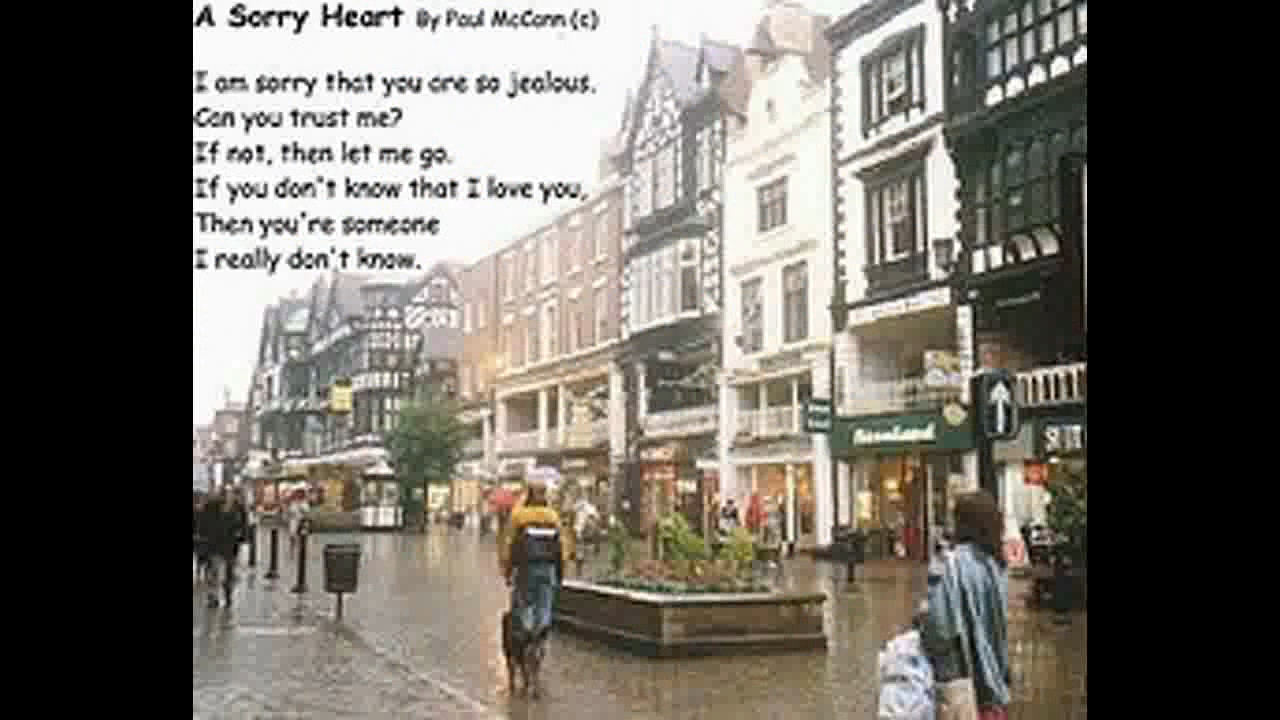 A Sorry Heart By Paul McCann (c)
I am sorry that you are so jealous.
Can you trust me?
If not, then let me go.
If you don't know that I love you,
Then you're someone
I really don't know.